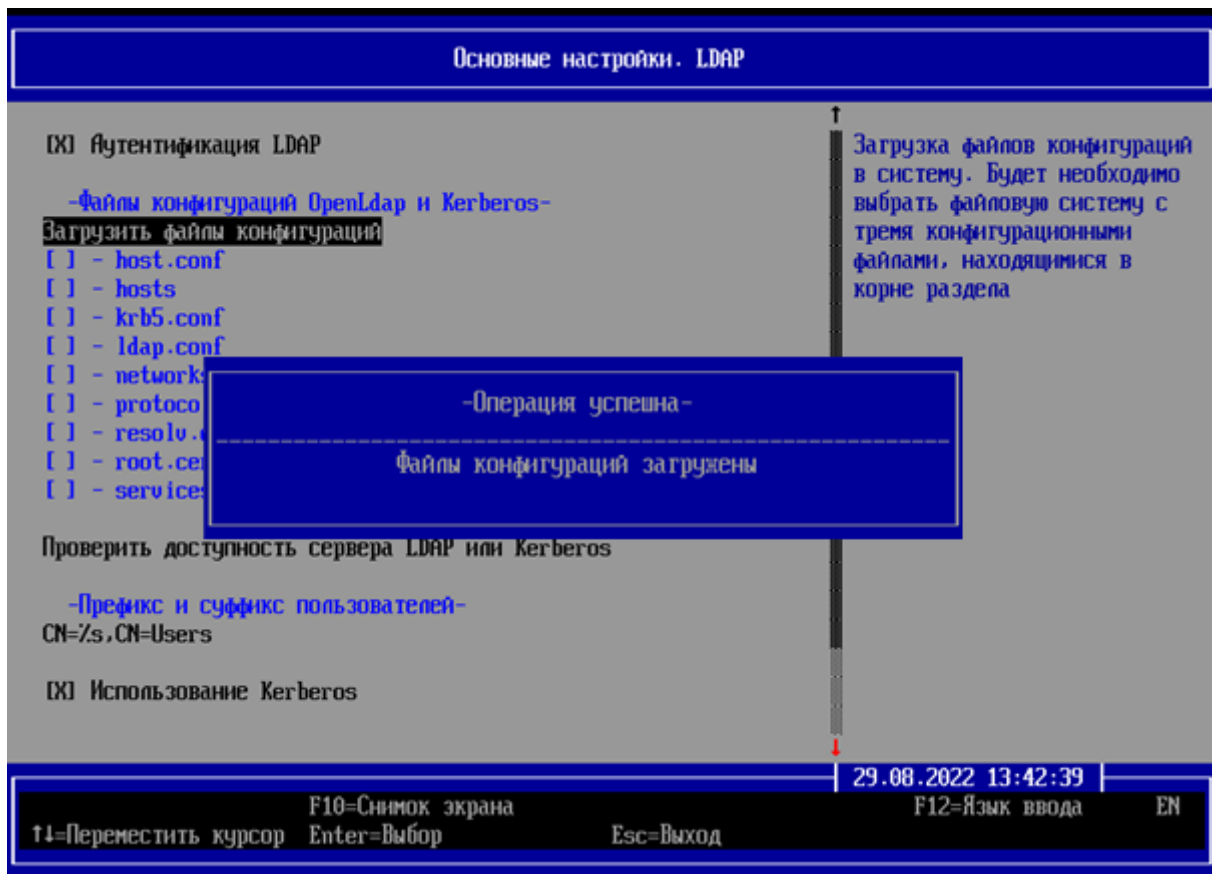 Основные настройки. LDAP
[X] Аутентификация LDAP
-Файлы конфигураций OpenLdap и Kerberos-
Загрузить файлы конфигураций
[ ] - host.conf
[ ] - hosts
[ ] - krb5.conf
[ ] - ldap.conf
[ ] - network
[ ] - protoco
[ ] - resolv.
[ ] - root.ce
[ ] - service
-Операция успешна-
Файлы конфигураций загружены
Проверить доступность сервера LDAP или Kerberos
-Префикс и суффикс пользователей-
CN=%s,CN=Users
[X] Использование Kerberos
Загрузка файлов конфигураций
в систему. Будет необходимо
выбрать файловую систему с
тремя конфигурационными
файлами, находящимися в
корне раздела
29.08.2022 13:42:39
F10=Снимок экрана F12=Язык ввода EN
↑↓=Переместить курсор Enter=Выбор Esc=Выход